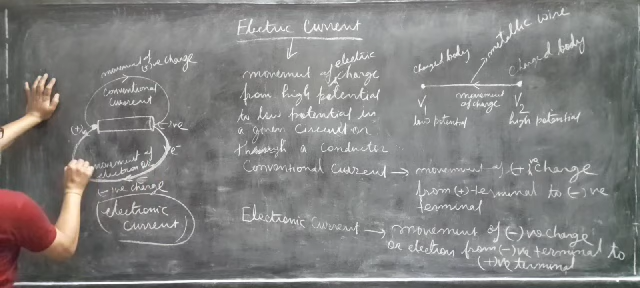 Electric Current
movement of electric charge
from high potential
to low potential in
a given circuit or
through a conductor
movement of
+ve charge
conventional
current
(+)
-ve
movement of
electron or
e-
(-)ve charge
electronic
current
charged body
metallic wire
charged body
V1
movement
of charge
V2
low potential
high potential
Conventional Current → movement of (+)ve charge
from (+)-terminal to (-)ve
terminal
Electronic Current → movement of (-)ve charge
or electron from (-)ve terminal to
(+)ve terminal